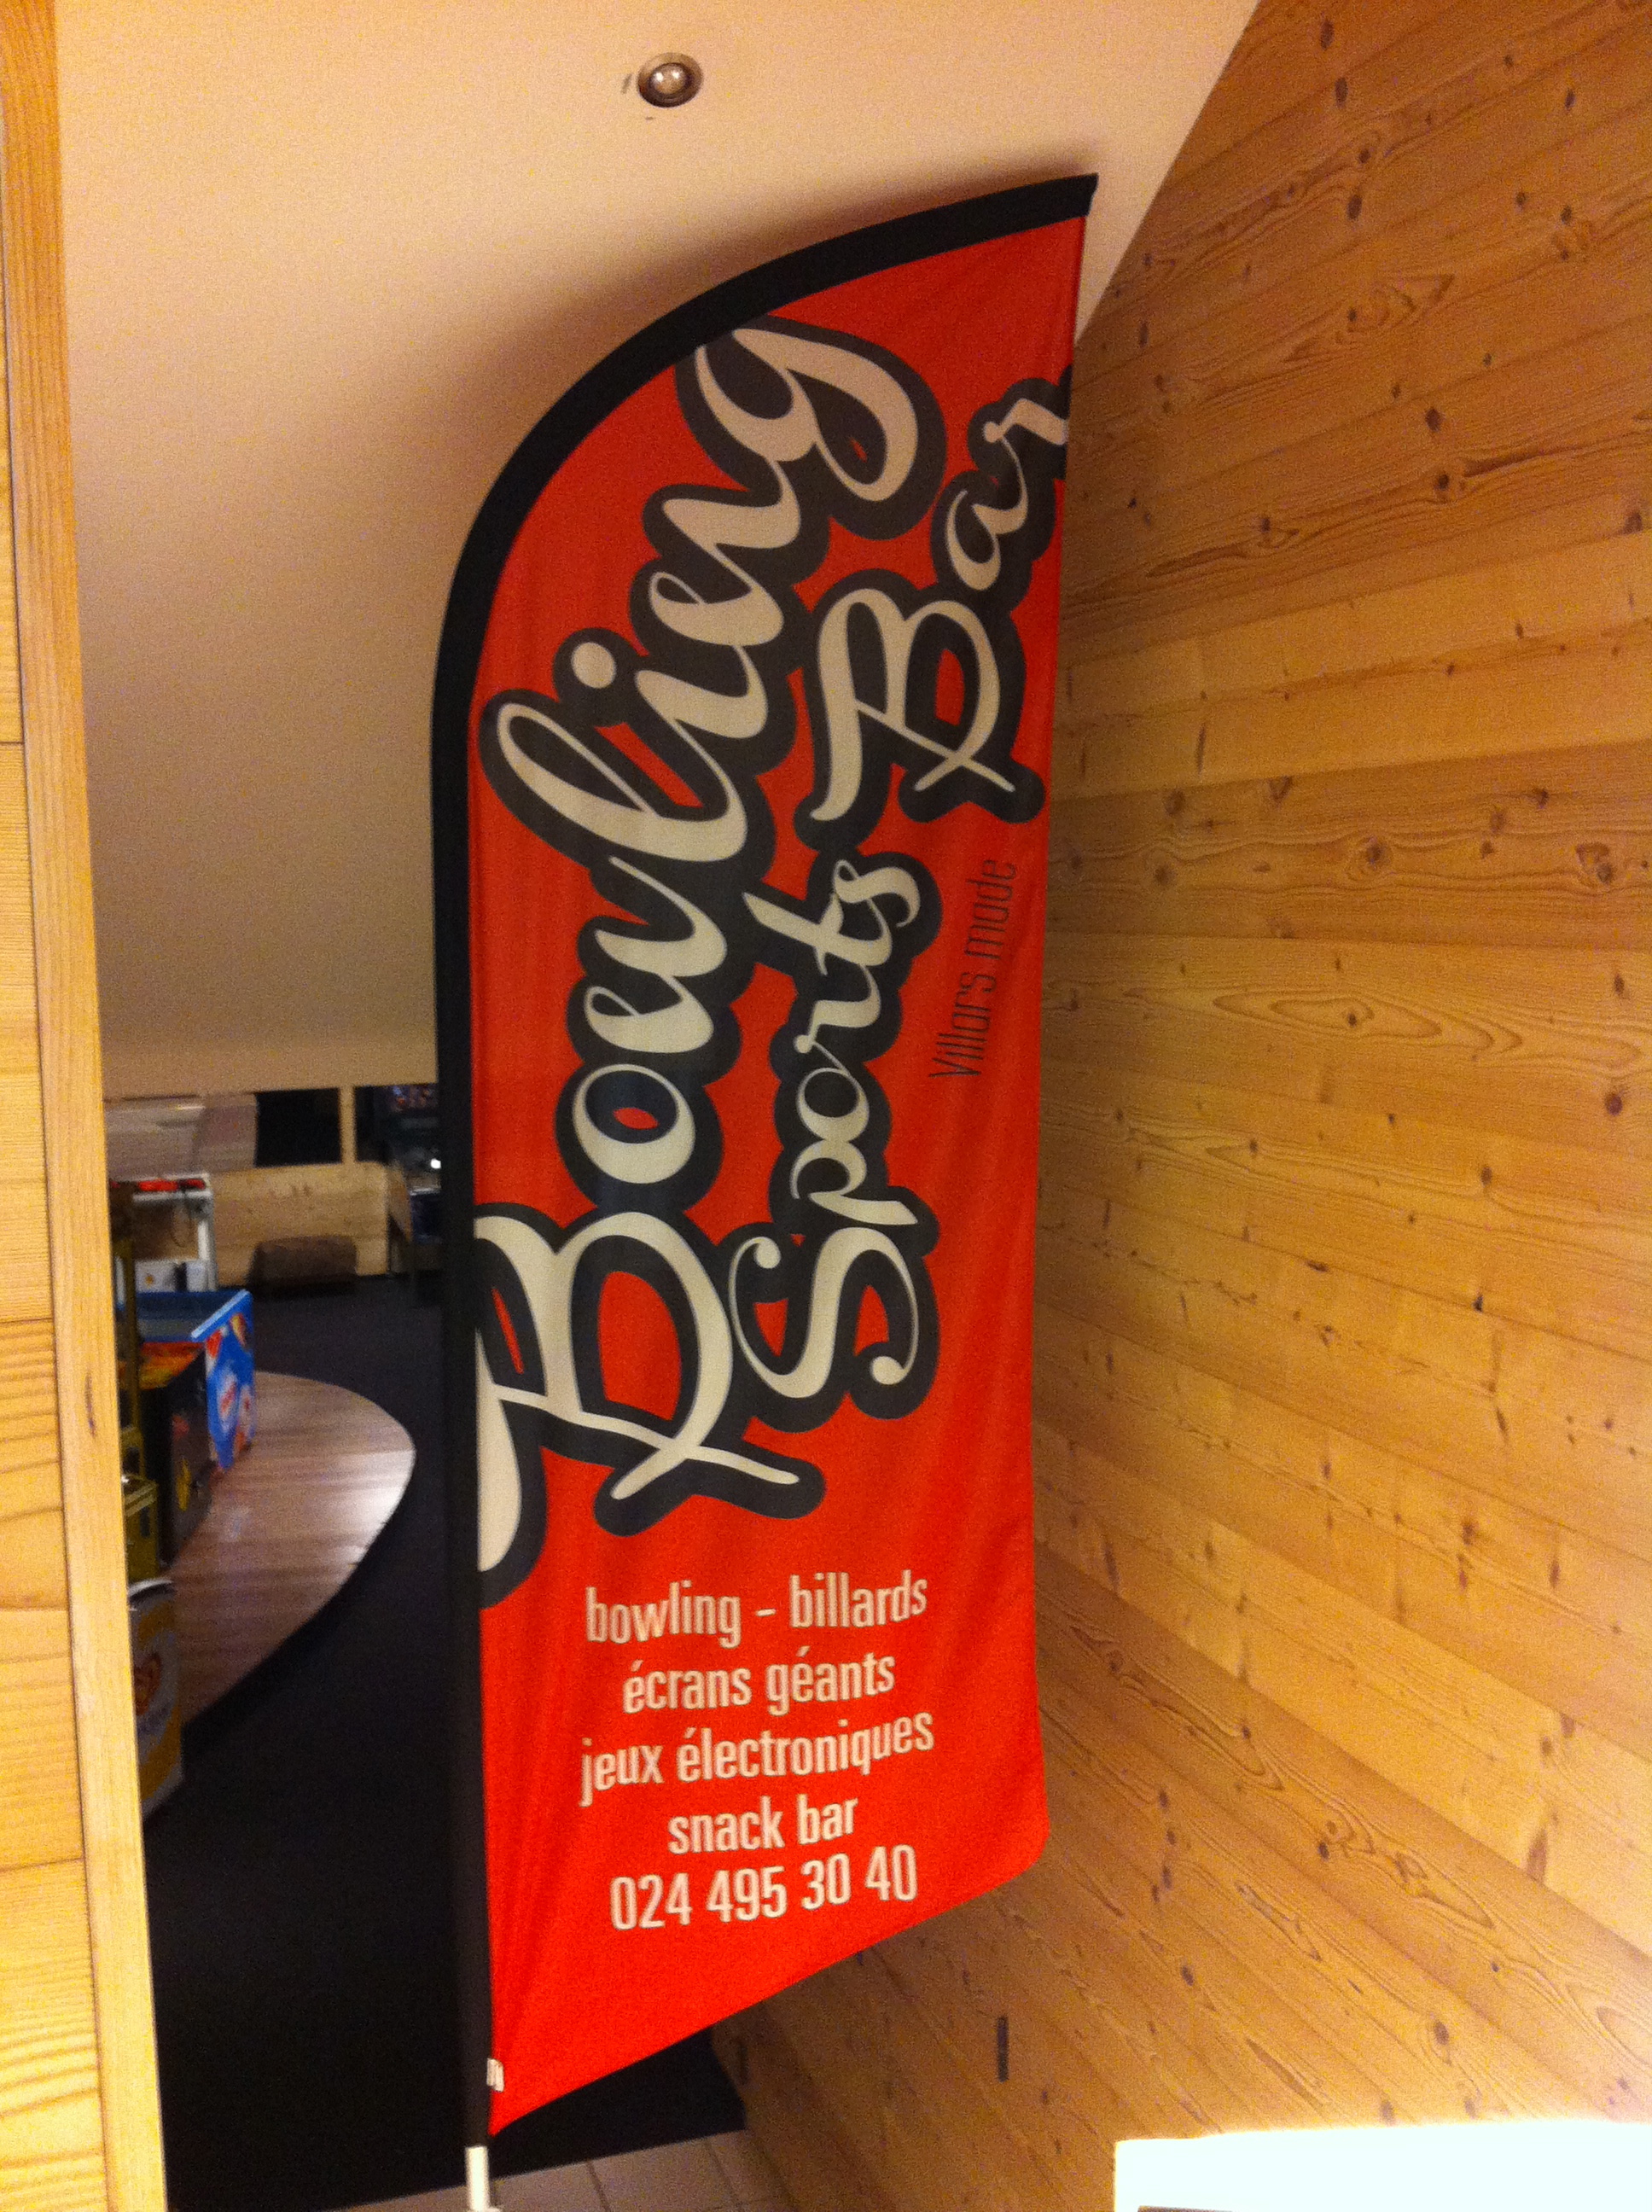 Bowling
Sports Bar
Villars mode
bowling - billards
écrans géants
jeux électroniques
snack bar
024 495 30 40